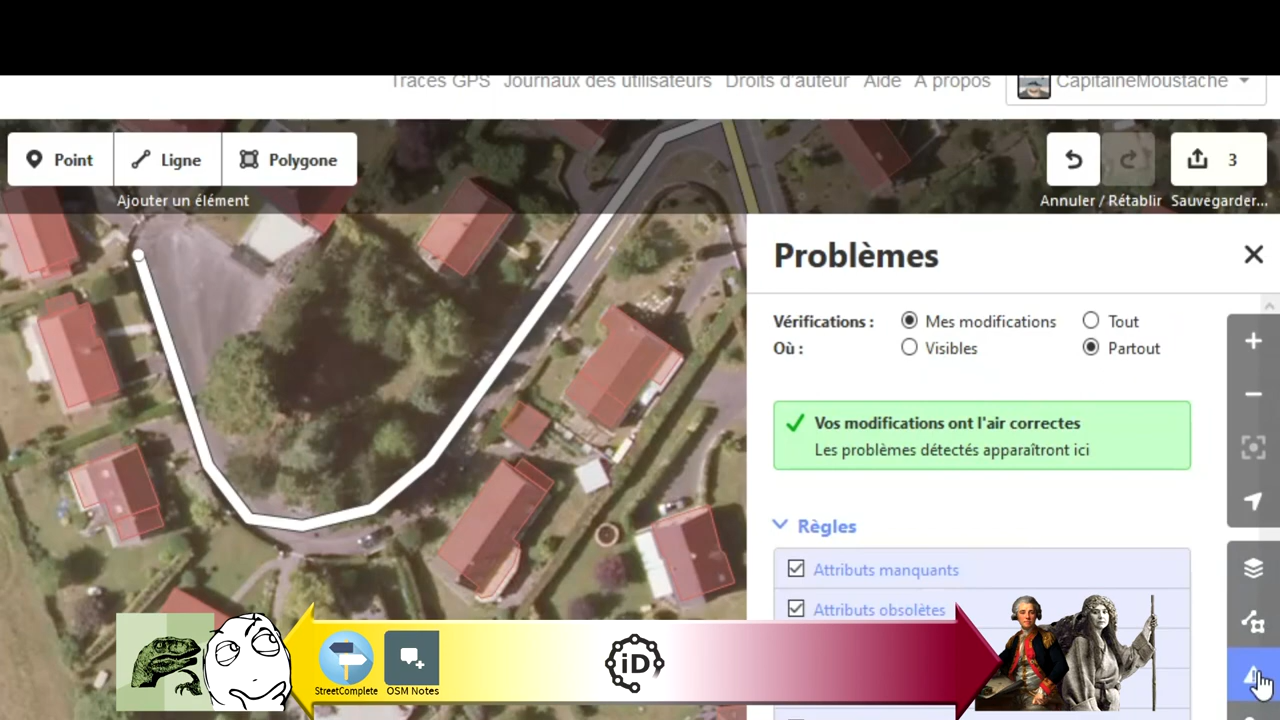 Traces GPS Journaux des utilisateurs Droits d'auteur Aide À propos CapitaineMoustache
Point Ligne Polygone
Ajouter un élément
3
Annuler / Rétablir Sauvegarder...
Problèmes
Vérifications : Mes modifications Tout
Où : Visibles Partout
Vos modifications ont l'air correctes
Les problèmes détectés apparaîtront ici
Règles
Attributs manquants
Attributs obsolètes
iD
StreetComplete OSM Notes